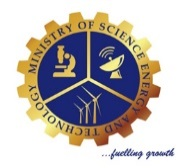 MINISTRY OF SCIENCE ENERGY AND TECHNOLOGY
...fuelling growth